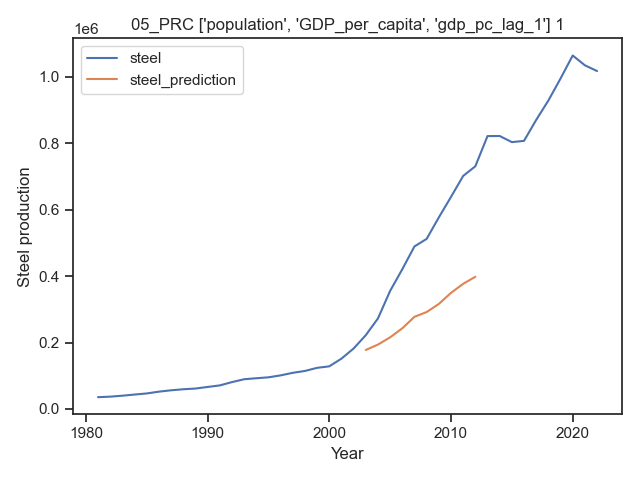 05_PRC ['population', 'GDP_per_capita', 'gdp_pc_lag_1'] 1
1e6
steel
steel_prediction
1.0
0.8
0.6
0.4
0.2
0.0
Steel production
1980
1990
2000
2010
2020
Year